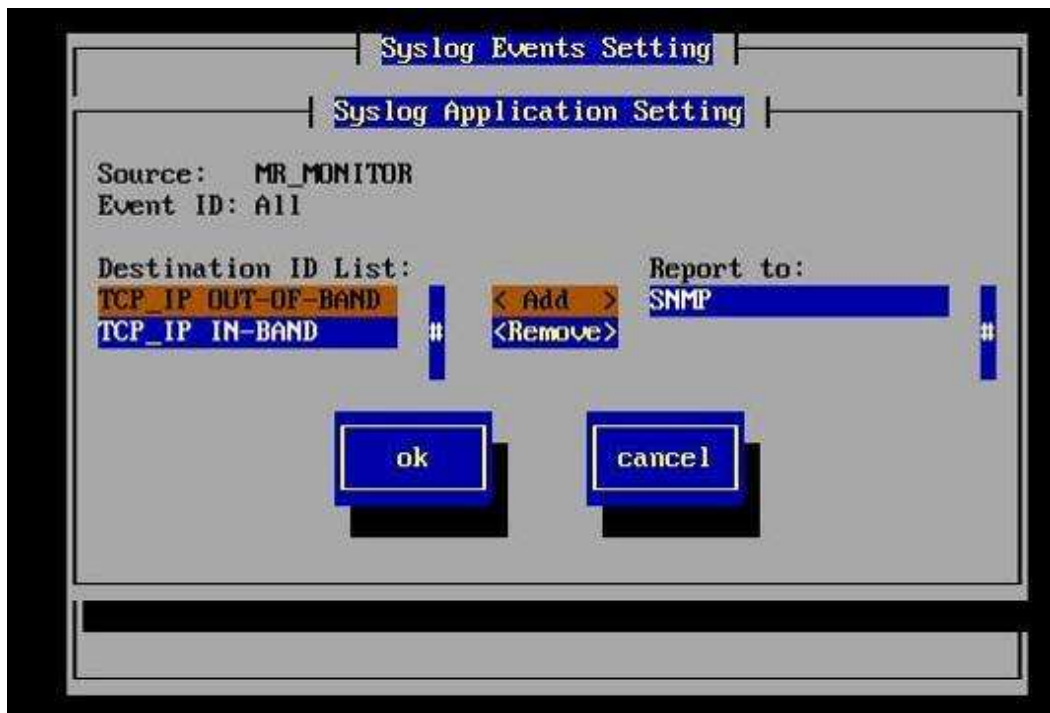 Syslog Events Setting
Syslog Application Setting
Source: MR_MONITOR
Event ID: All
Destination ID List:
Report to:
TCP_IP OUT-OF-BAND
< Add >
SNMP
TCP_IP IN-BAND
#
<Remove>
#
ok
cancel